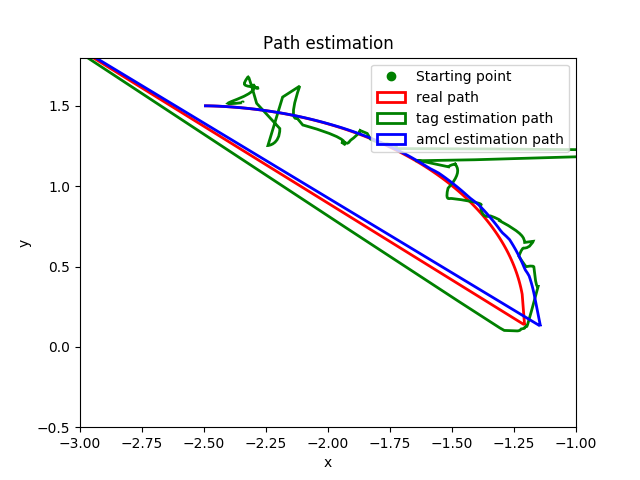 Path estimation
Starting point
real path
tag estimation path
amcl estimation path
1.5
1.0
0.5
0.0
−0.5
y
−3.00 −2.75 −2.50 −2.25 −2.00 −1.75 −1.50 −1.25 −1.00
x